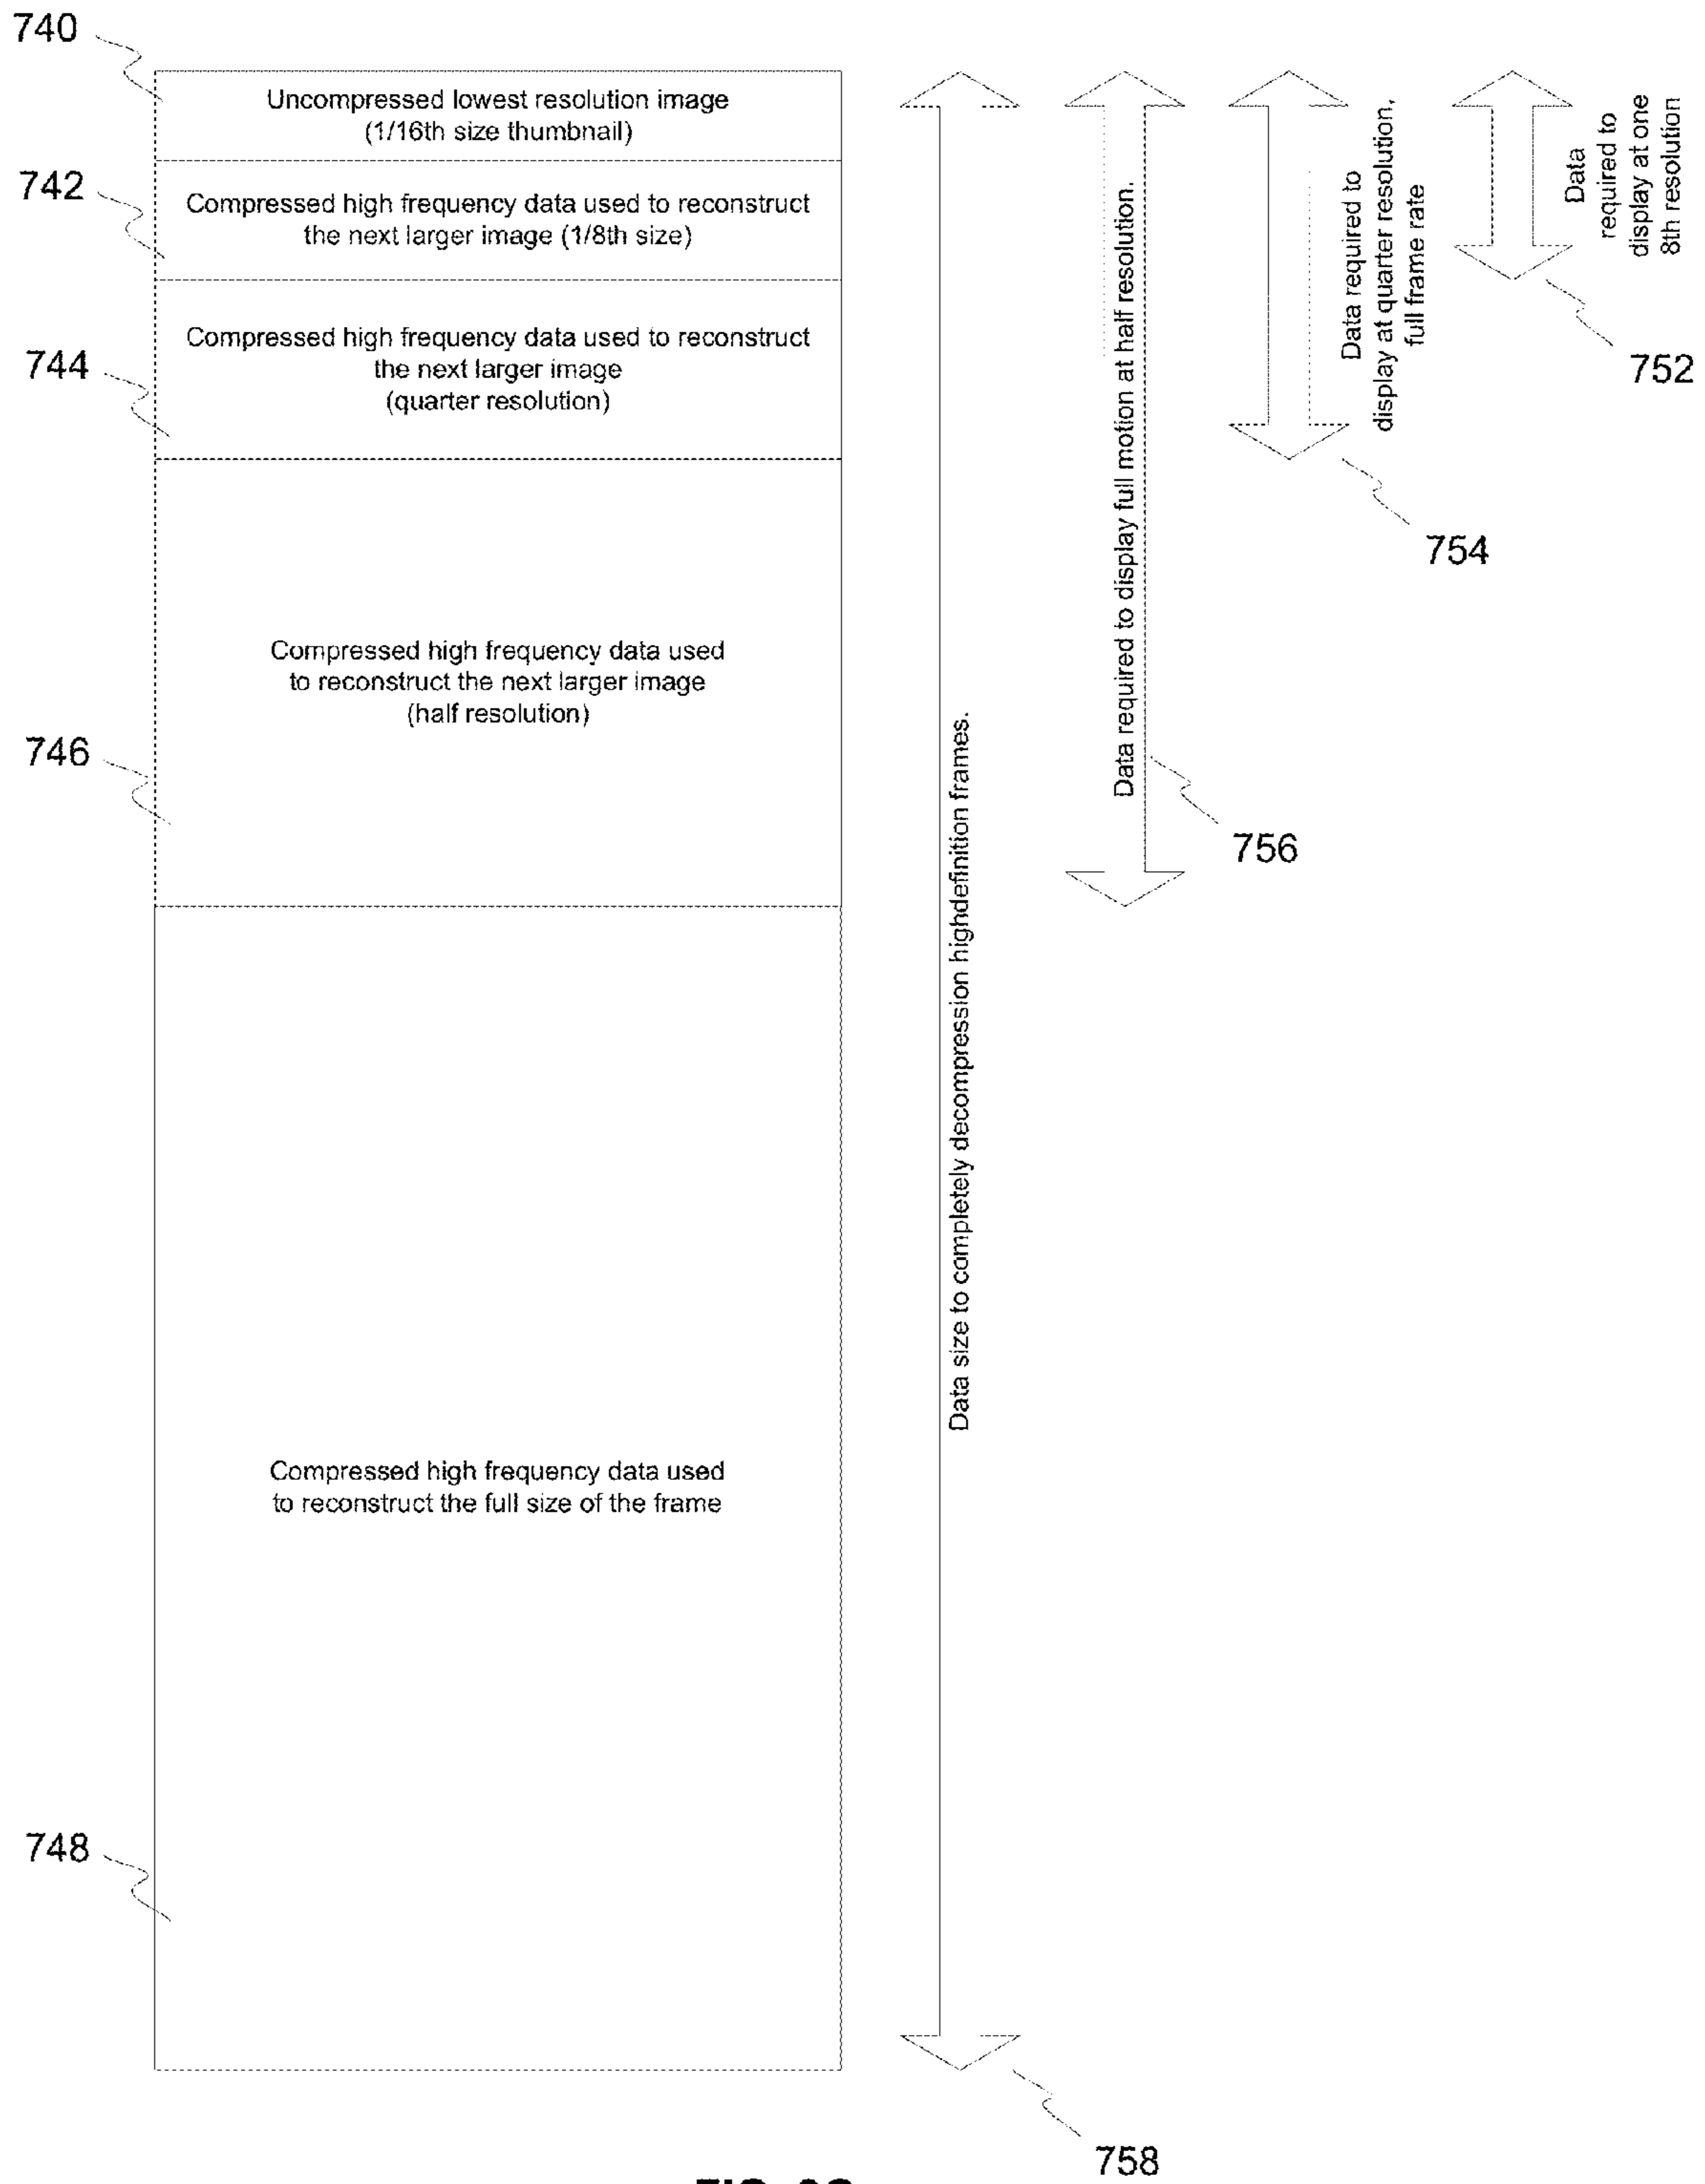 740
Uncompressed lowest resolution image
(1/16th size thumbnail)
742
Compressed high frequency data used to reconstruct
the next larger image (1/8th size)
744
Compressed high frequency data used to reconstruct
the next larger image
(quarter resolution)
746
Compressed high frequency data used
to reconstruct the next larger image
(half resolution)
748
Compressed high frequency data used
to reconstruct the full size of the frame
Data size to completely decompression highdefinition frames.
758
Data required to display full motion at half resolution.
756
Data required to
display at quarter resolution,
full frame rate
754
Data
required to
display at one
8th resolution
752